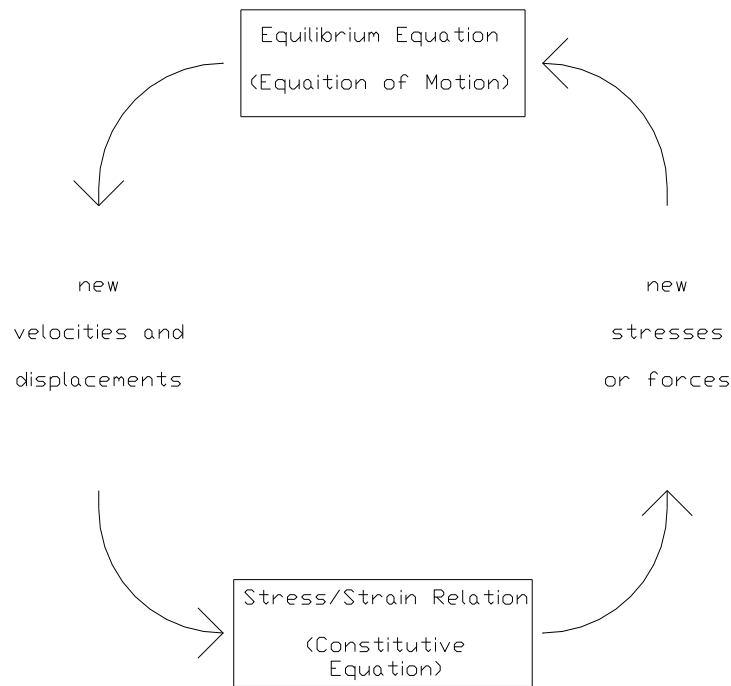 Equilibrium Equation
(Equaition of Motion)
new
velocities and
displacements
new
stresses
or forces
Stress/Strain Relation
(Constitutive
Equation)